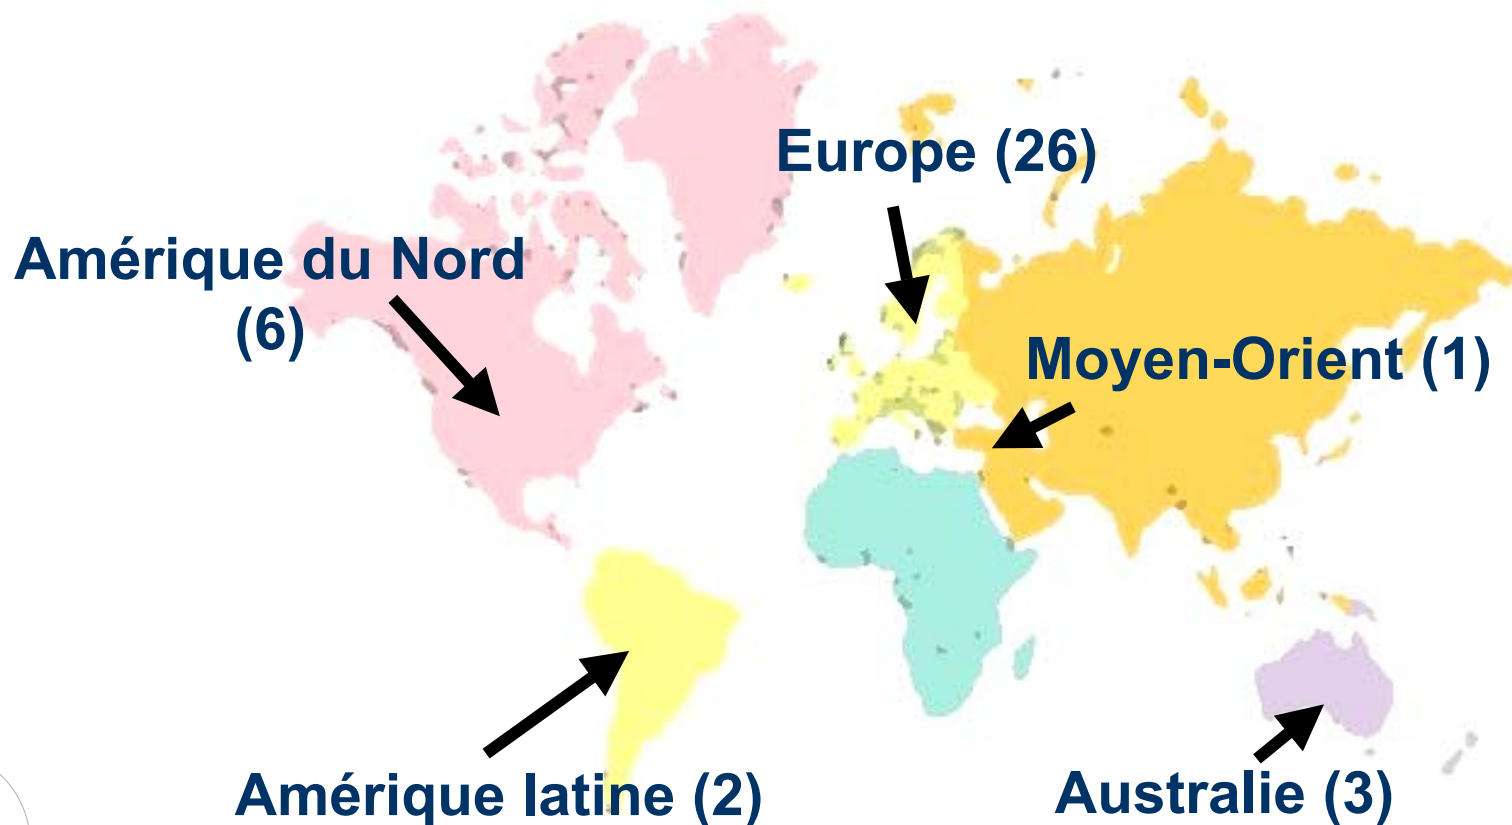 Europe (26)
Amérique du Nord
(6)
Moyen-Orient (1)
Amérique latine (2)
Australie (3)